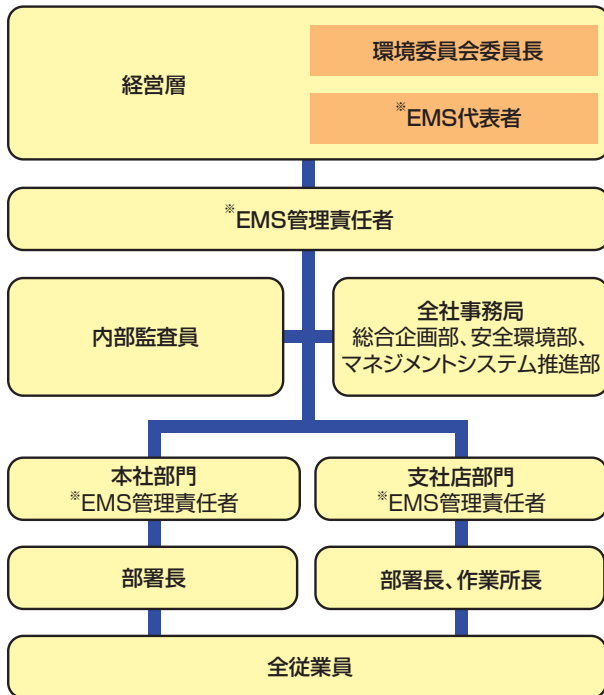 経営層
環境委員会委員長
※EMS代表者
※EMS管理責任者
内部監査員
全社事務局
総合企画部、安全環境部、
マネジメントシステム推進部
本社部門
※EMS管理責任者
支社店部門
※EMS管理責任者
部署長
部署長、作業所長
全従業員